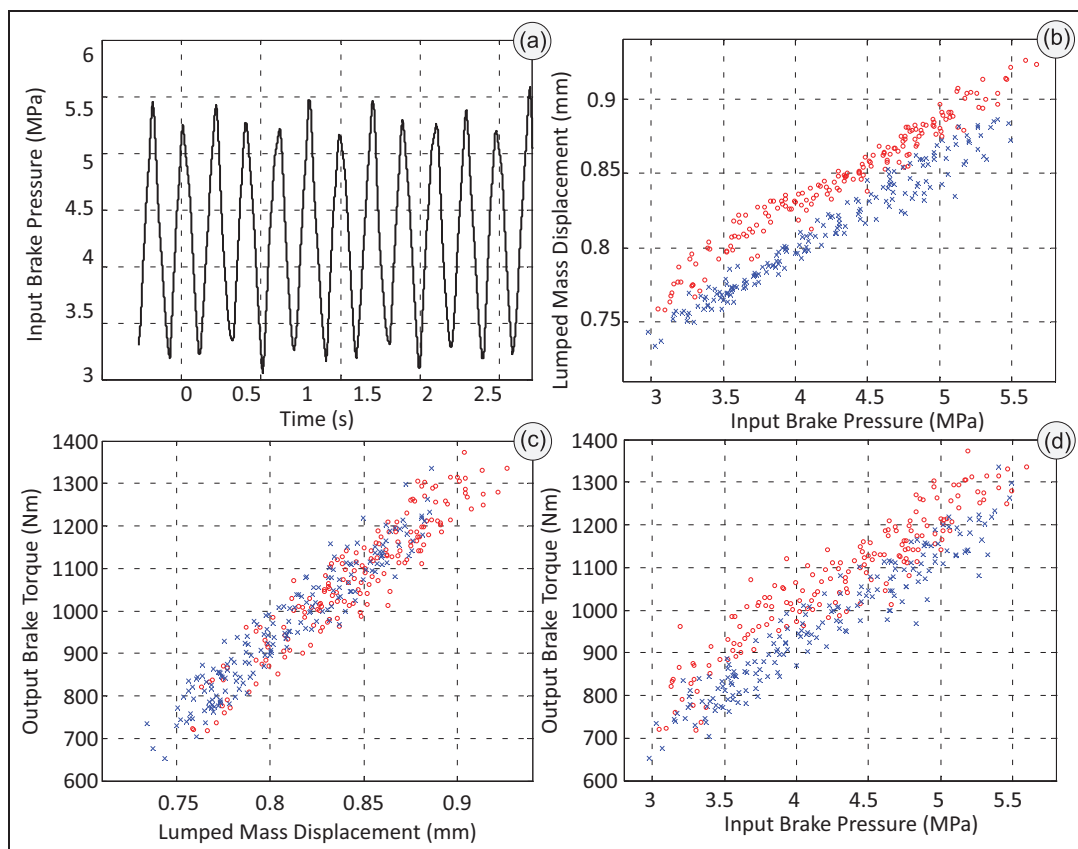 (a)
Input Brake Pressure (MPa)
6
5.5
5
4.5
4
3.5
3
0 0.5 1 1.5 2 2.5
Time (s)
(b)
Lumped Mass Displacement (mm)
0.9
0.85
0.8
0.75
3 3.5 4 4.5 5 5.5
Input Brake Pressure (MPa)
(c)
Output Brake Torque (Nm)
1400
1300
1200
1100
1000
900
800
700
600
0.75 0.8 0.85 0.9
Lumped Mass Displacement (mm)
(d)
Output Brake Torque (Nm)
1400
1300
1200
1100
1000
900
800
700
600
3 3.5 4 4.5 5 5.5
Input Brake Pressure (MPa)